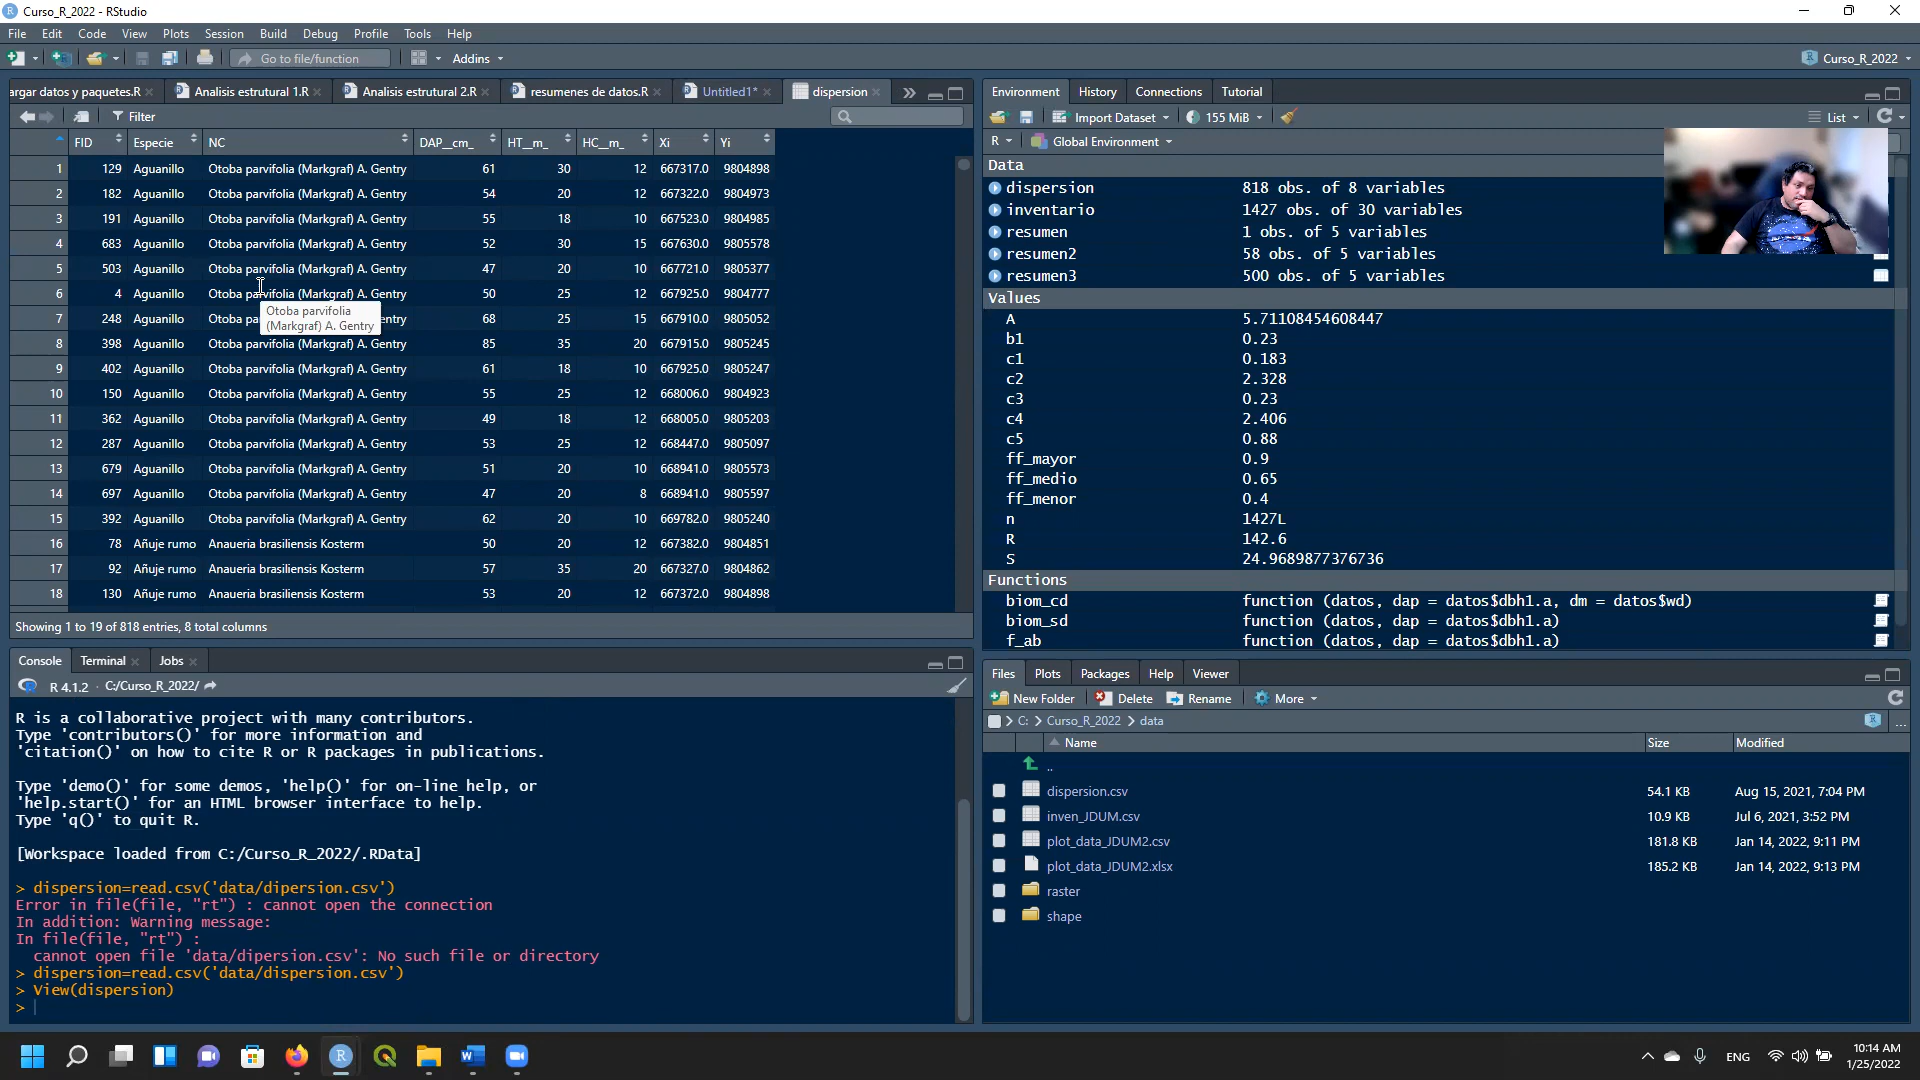 Curso_R_2022 - RStudio
File Edit Code View Plots Session Build Debug Profile Tools Help
Go to file/function Addins Curso_R_2022
argar datos y paquetes.R Analisis estrutural 1.R Analisis estrutural 2.R resumenes de datos.R Untitled1* dispersion
Filter
FID Especie NC DAP__cm_ HT__m_ HC__m_ Xi Yi
1 129 Aguanillo Otoba parvifolia (Markgraf) A. Gentry 61 30 12 667317.0 9804898
2 182 Aguanillo Otoba parvifolia (Markgraf) A. Gentry 54 20 12 667322.0 9804973
3 191 Aguanillo Otoba parvifolia (Markgraf) A. Gentry 55 18 10 667523.0 9804985
4 683 Aguanillo Otoba parvifolia (Markgraf) A. Gentry 52 30 15 667630.0 9805578
5 503 Aguanillo Otoba parvifolia (Markgraf) A. Gentry 47 20 10 667721.0 9805377
6 4 Aguanillo Otoba parvifolia (Markgraf) A. Gentry 50 25 12 667925.0 9804777
7 248 Aguanillo Otoba pa entry 68 25 15 667910.0 9805052
Otoba parvifolia
(Markgraf) A. Gentry
8 398 Aguanillo Otoba parvifolia (Markgraf) A. Gentry 85 35 20 667915.0 9805245
9 402 Aguanillo Otoba parvifolia (Markgraf) A. Gentry 61 18 10 667925.0 9805247
10 150 Aguanillo Otoba parvifolia (Markgraf) A. Gentry 55 25 12 668006.0 9804923
11 362 Aguanillo Otoba parvifolia (Markgraf) A. Gentry 49 18 12 668005.0 9805203
12 287 Aguanillo Otoba parvifolia (Markgraf) A. Gentry 53 25 12 668447.0 9805097
13 679 Aguanillo Otoba parvifolia (Markgraf) A. Gentry 51 20 10 668941.0 9805573
14 697 Aguanillo Otoba parvifolia (Markgraf) A. Gentry 47 20 8 668941.0 9805597
15 392 Aguanillo Otoba parvifolia (Markgraf) A. Gentry 62 20 10 669782.0 9805240
16 78 Añuje rumo Anaueria brasiliensis Kosterm 50 20 12 667382.0 9804851
17 92 Añuje rumo Anaueria brasiliensis Kosterm 57 35 20 667327.0 9804862
18 130 Añuje rumo Anaueria brasiliensis Kosterm 53 20 12 667372.0 9804898
Showing 1 to 19 of 818 entries, 8 total columns
Console Terminal Jobs
R 4.1.2 · C:/Curso_R_2022/
R is a collaborative project with many contributors.
Type 'contributors()' for more information and
'citation()' on how to cite R or R packages in publications.
Type 'demo()' for some demos, 'help()' for on-line help, or
'help.start()' for an HTML browser interface to help.
Type 'q()' to quit R.
[Workspace loaded from C:/Curso_R_2022/.RData]
> dispersion=read.csv('data/dipersion.csv')
Error in file(file, "rt") : cannot open the connection
In addition: Warning message:
In file(file, "rt") :
cannot open file 'data/dipersion.csv': No such file or directory
> dispersion=read.csv('data/dispersion.csv')
> View(dispersion)
>
Environment History Connections Tutorial
Import Dataset 155 MiB List
R Global Environment
Data
dispersion 818 obs. of 8 variables
inventario 1427 obs. of 30 variables
resumen 1 obs. of 5 variables
resumen2 58 obs. of 5 variables
resumen3 500 obs. of 5 variables
Values
A 5.71108454608447
b1 0.23
c1 0.183
c2 2.328
c3 0.23
c4 2.406
c5 0.88
ff_mayor 0.9
ff_medio 0.65
ff_menor 0.4
n 1427L
R 142.6
S 24.9689877376736
Functions
biom_cd function (datos, dap = datos$dbh1.a, dm = datos$wd)
biom_sd function (datos, dap = datos$dbh1.a)
f_ab function (datos, dap = datos$dbh1.a)
Files Plots Packages Help Viewer
New Folder Delete Rename More
C: > Curso_R_2022 > data ...
Name Size Modified
..
dispersion.csv 54.1 KB Aug 15, 2021, 7:04 PM
inven_JDUM.csv 10.9 KB Jul 6, 2021, 3:52 PM
plot_data_JDUM2.csv 181.8 KB Jan 14, 2022, 9:11 PM
plot_data_JDUM2.xlsx 185.2 KB Jan 14, 2022, 9:13 PM
raster
shape
ENG 10:14 AM
1/25/2022